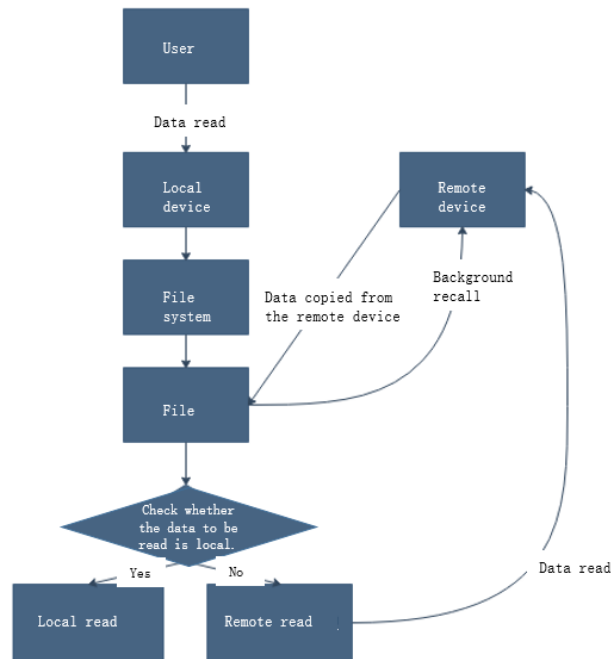 User
Data read
Local
device
Remote
device
File
system
Background
recall
Data copied from
the remote device
File
Check whether
the data to be
read is local.
Yes
No
Data read
Local read
Remote read